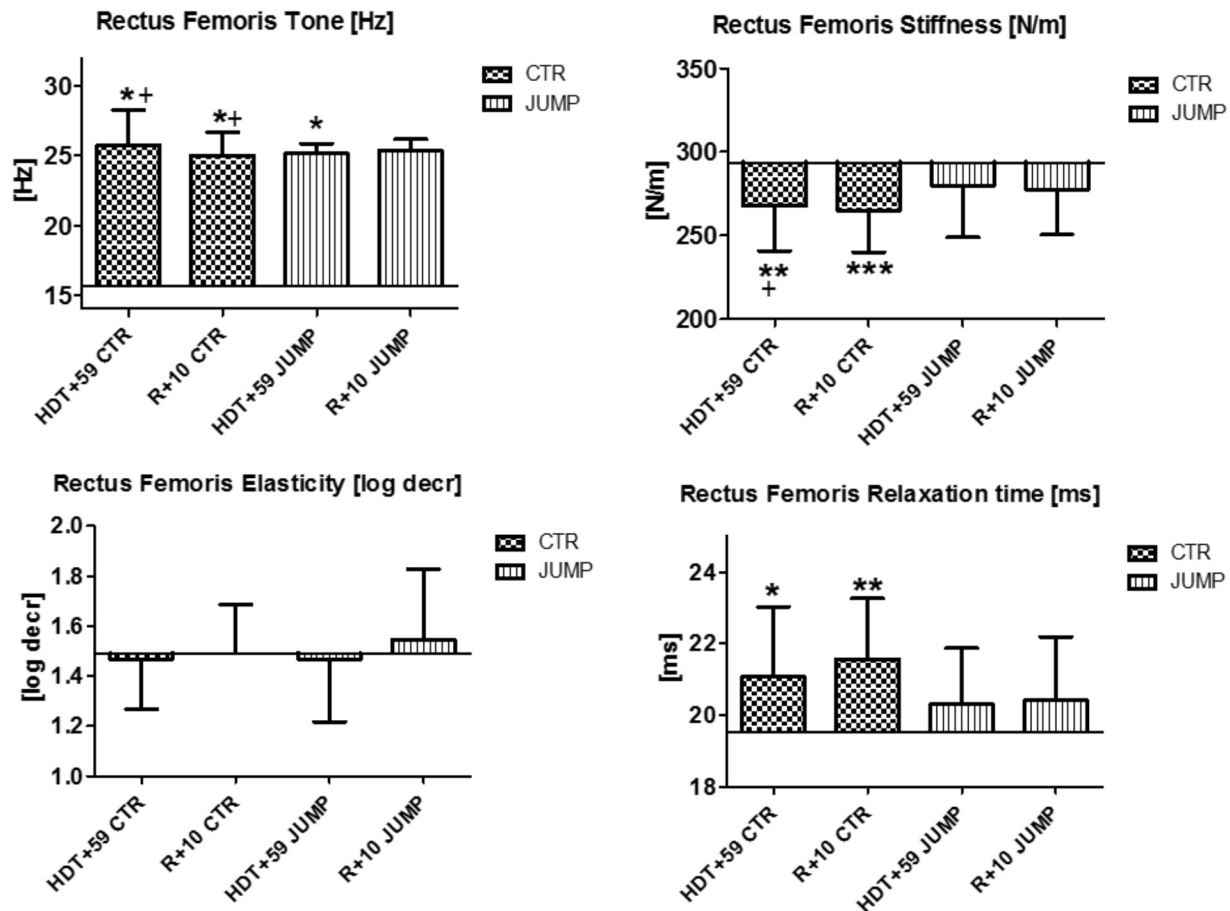 Rectus Femoris Tone [Hz]
[Hz]
30
25
20
15
*+
*+
*
CTR
JUMP
HDT+59 CTR
R+10 CTR
HDT+59 JUMP
R+10 JUMP
Rectus Femoris Stiffness [N/m]
[N/m]
350
300
250
200
**
+
***
CTR
JUMP
HDT+59 CTR
R+10 CTR
HDT+59 JUMP
R+10 JUMP
Rectus Femoris Elasticity [log decr]
[log decr]
2.0
1.8
1.6
1.4
1.2
1.0
CTR
JUMP
HDT+59 CTR
R+10 CTR
HDT+59 JUMP
R+10 JUMP
Rectus Femoris Relaxation time [ms]
[ms]
24
22
20
18
*
**
CTR
JUMP
HDT+59 CTR
R+10 CTR
HDT+59 JUMP
R+10 JUMP